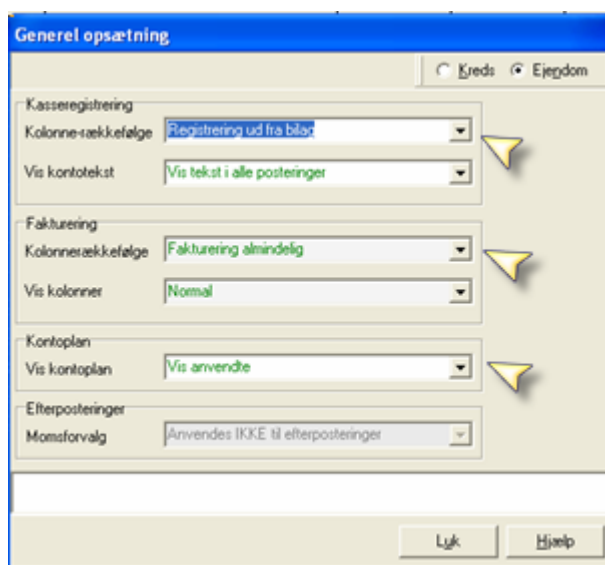 Generel opsætning
Kreds Ejendom
Kasseregistrering
Kolonne-rækkefølge Registrering ud fra bilag
Vis kontotekst Vis tekst i alle posteringer
Fakturering
Kolonnerækkefølge Fakturering almindelig
Vis kolonner Normal
Kontoplan
Vis kontoplan Vis anvendte
Efterposteringer
Momsforvalg Anvendes IKKE til efterposteringer
Luk Hjælp